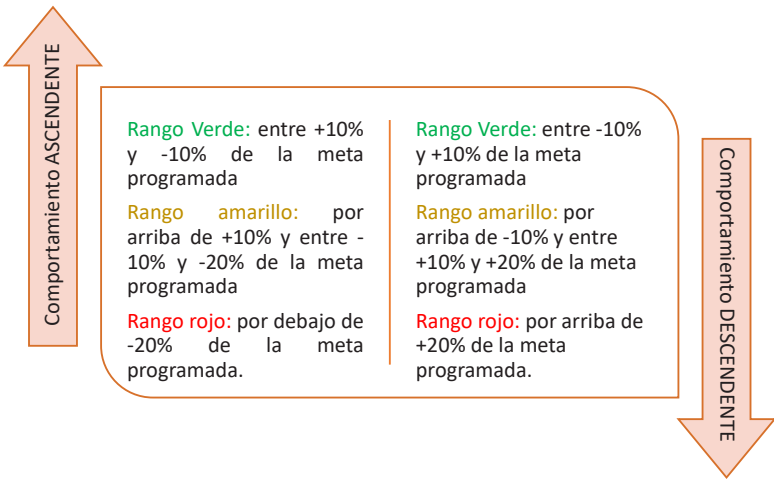 Comportamiento ASCENDENTE
Rango Verde: entre +10%
y -10% de la meta
programada
Rango amarillo: por
arriba de +10% y entre -
10% y -20% de la meta
programada
Rango rojo: por debajo de
-20% de la meta
programada.
Rango Verde: entre -10%
y +10% de la meta
programada
Rango amarillo: por
arriba de -10% y entre
+10% y +20% de la meta
programada
Rango rojo: por arriba de
+20% de la meta
programada.
Comportamiento DESCENDENTE